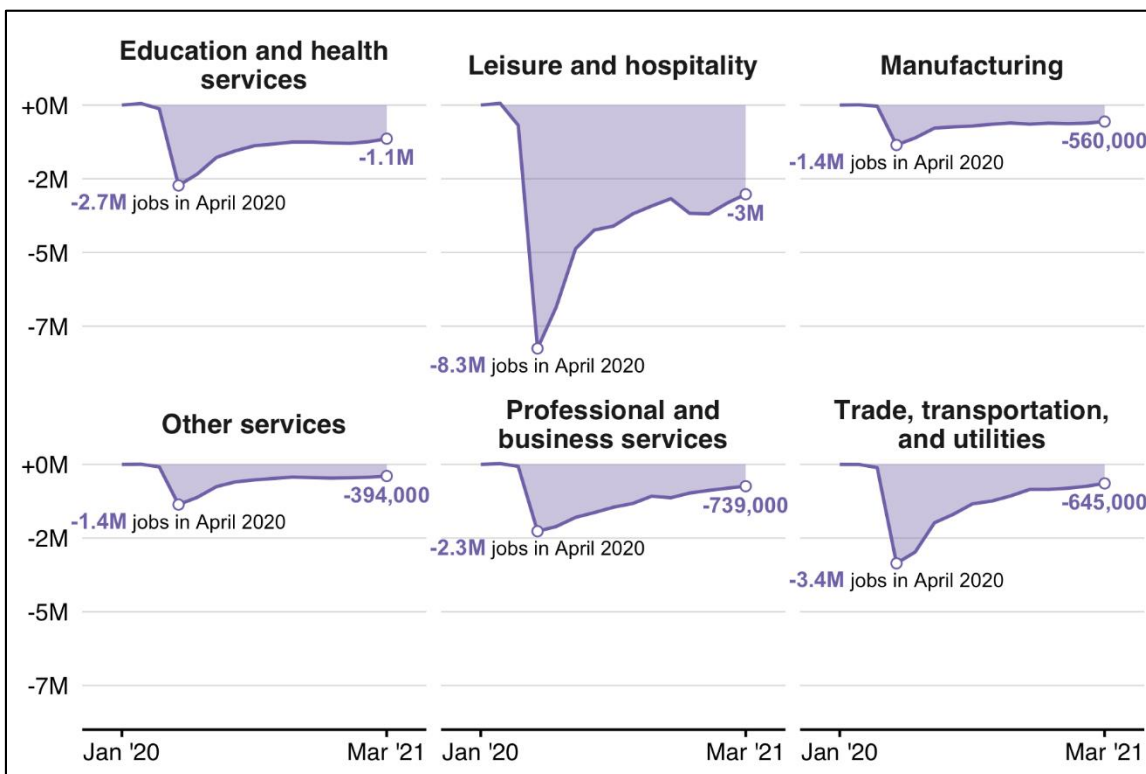 Education and health
services
Leisure and hospitality
Manufacturing
+0M
-2M
-5M
-7M
-1.1M
-2.7M jobs in April 2020
-3M
-8.3M jobs in April 2020
-560,000
-1.4M jobs in April 2020
Other services
Professional and
business services
Trade, transportation,
and utilities
+0M
-2M
-5M
-7M
-394,000
-1.4M jobs in April 2020
-739,000
-2.3M jobs in April 2020
-645,000
-3.4M jobs in April 2020
Jan '20
Mar '21
Jan '20
Mar '21
Jan '20
Mar '21